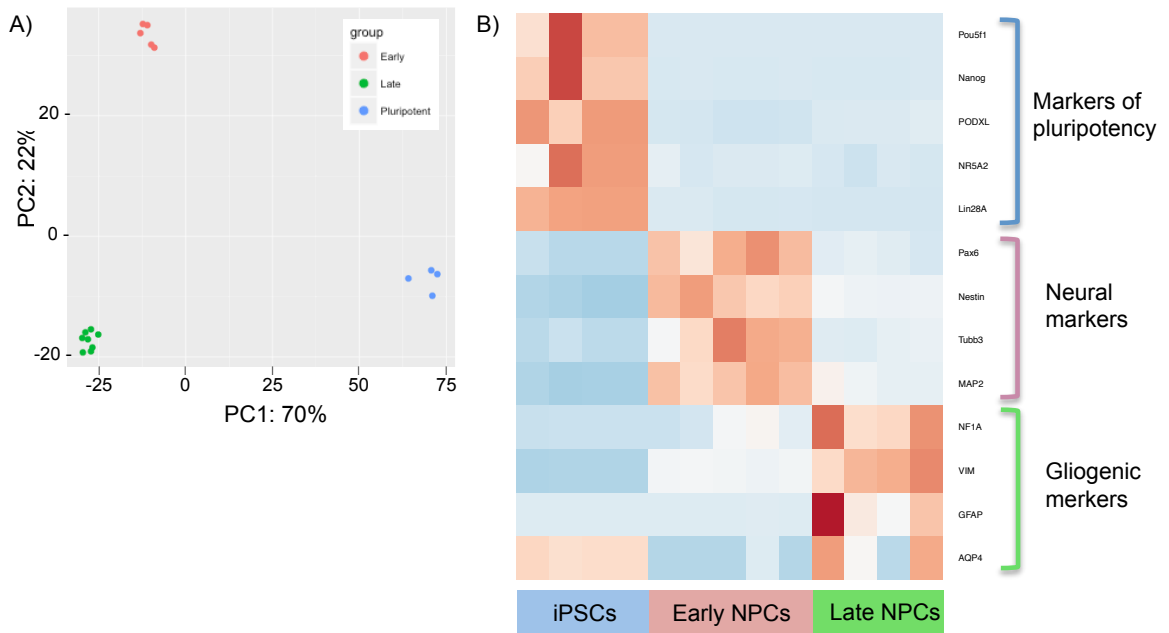 A)
group
Early
Late
Pluripotent
20
0
-20
PC2: 22%
-25
0
25
50
75
PC1: 70%
B)
Pou5f1
Nanog
PODXL
NR5A2
Lin28A
Pax6
Nestin
Tubb3
MAP2
NF1A
VIM
GFAP
AQP4
Markers of
pluripotency
Neural
markers
Gliogenic
merkers
iPSCs
Early NPCs
Late NPCs